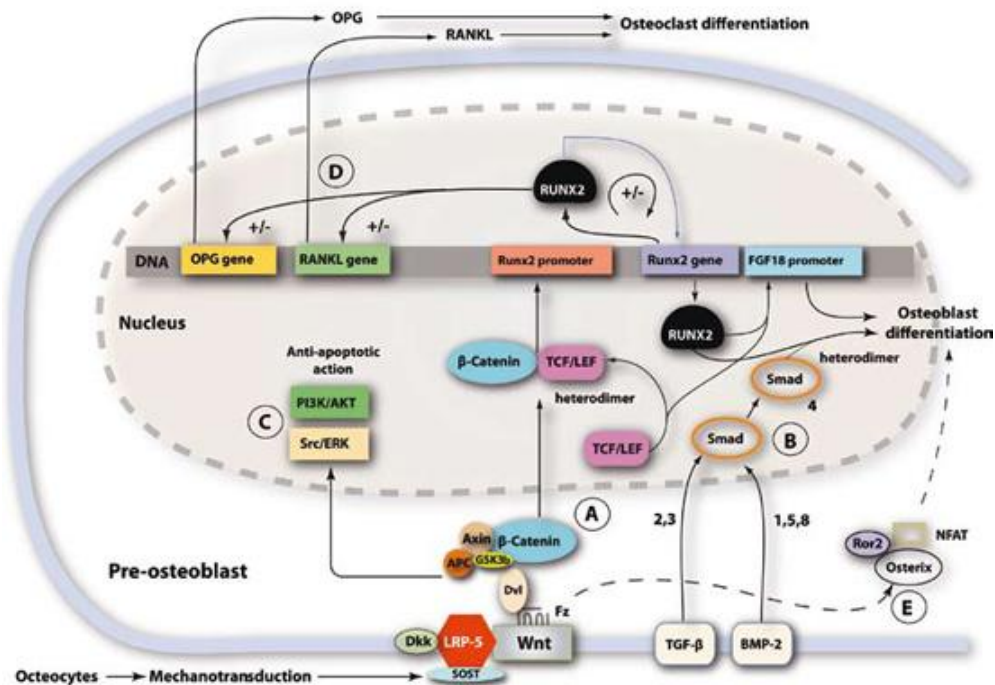 OPG
Osteoclast differentiation
RANKL
D
RUNX2
+/-
+/-
+/-
DNA
OPG gene
RANKL gene
Runx2 promoter
Runx2 gene
FGF18 promoter
Nucleus
RUNX2
Osteoblast
differentiation
Anti-apoptotic
action
β-Catenin
TCF/LEF
heterodimer
heterodimer
Smad
4
PI3K/AKT
C
Src/ERK
TCF/LEF
Smad
B
A
2,3
1,5,8
Axin
β-Catenin
APC
GSK3b
Ror2
NFAT
Osterix
Pre-osteoblast
Dvl
Fz
E
Dkk
LRP-5
Wnt
TGF-β
BMP-2
SOST
Octeocytes
Mechanotransduction